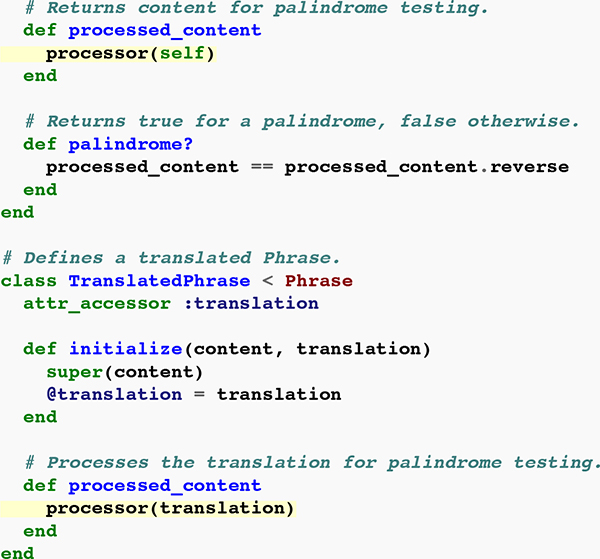 # Returns content for palindrome testing.
def processed_content
processor(self)
end
# Returns true for a palindrome, false otherwise.
def palindrome?
processed_content == processed_content.reverse
end
end
# Defines a translated Phrase.
class TranslatedPhrase < Phrase
attr_accessor :translation
def initialize(content, translation)
super(content)
@translation = translation
end
# Processes the translation for palindrome testing.
def processed_content
processor(translation)
end
end